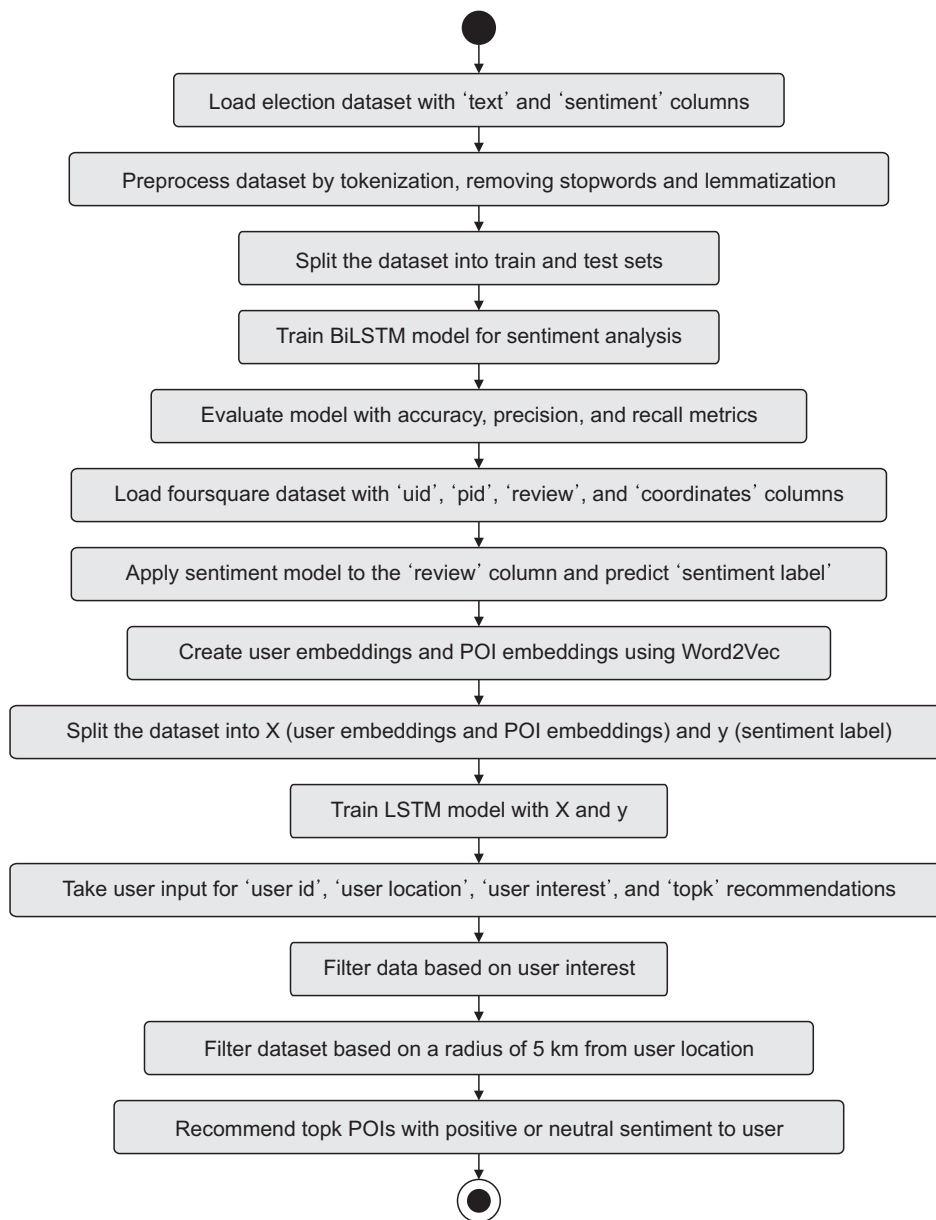 Load election dataset with ‘text’ and ‘sentiment’ columns
Preprocess dataset by tokenization, removing stopwords and lemmatization
Split the dataset into train and test sets
Train BiLSTM model for sentiment analysis
Evaluate model with accuracy, precision, and recall metrics
Load foursquare dataset with ‘uid’, ‘pid’, ‘review’, and ‘coordinates’ columns
Apply sentiment model to the ‘review’ column and predict ‘sentiment label’
Create user embeddings and POI embeddings using Word2Vec
Split the dataset into X (user embeddings and POI embeddings) and y (sentiment label)
Train LSTM model with X and y
Take user input for ‘user id’, ‘user location’, ‘user interest’, and ‘topk’ recommendations
Filter data based on user interest
Filter dataset based on a radius of 5 km from user location
Recommend topk POIs with positive or neutral sentiment to user